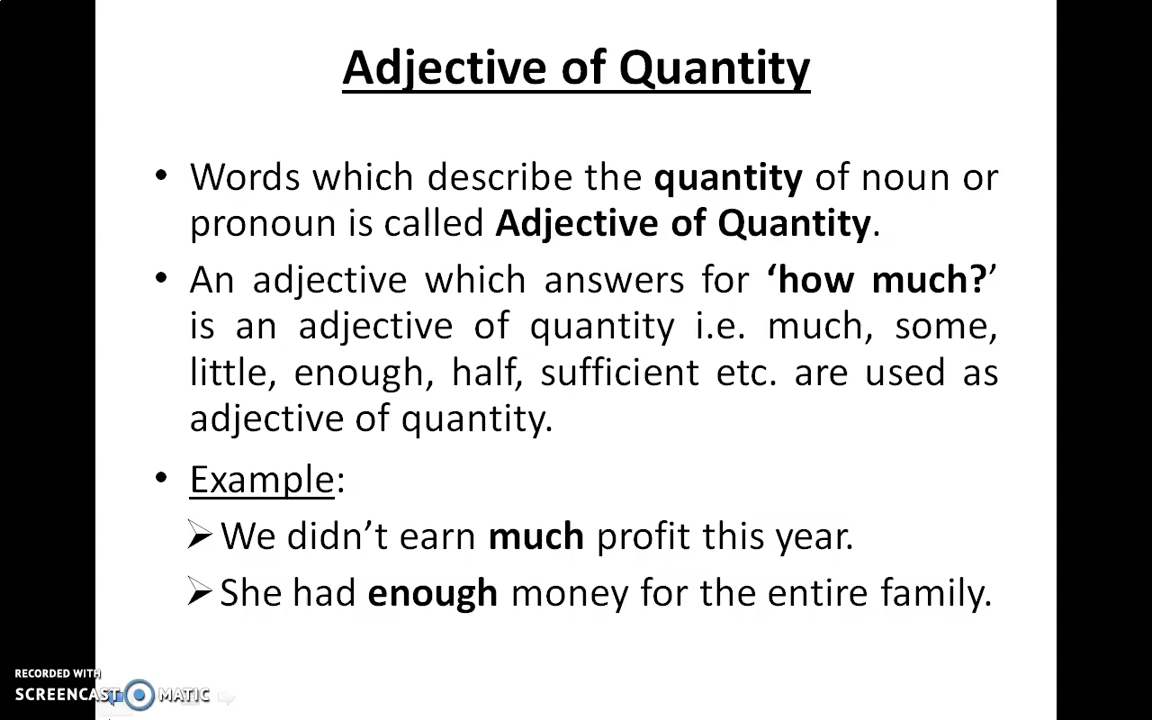 Adjective of Quantity
• Words which describe the quantity of noun or
pronoun is called Adjective of Quantity.
• An adjective which answers for ‘how much?’
is an adjective of quantity i.e. much, some,
little, enough, half, sufficient etc. are used as
adjective of quantity.
• Example:
➢ We didn’t earn much profit this year.
➢ She had enough money for the entire family.
RECORDED WITH
SCREENCAST MATIC